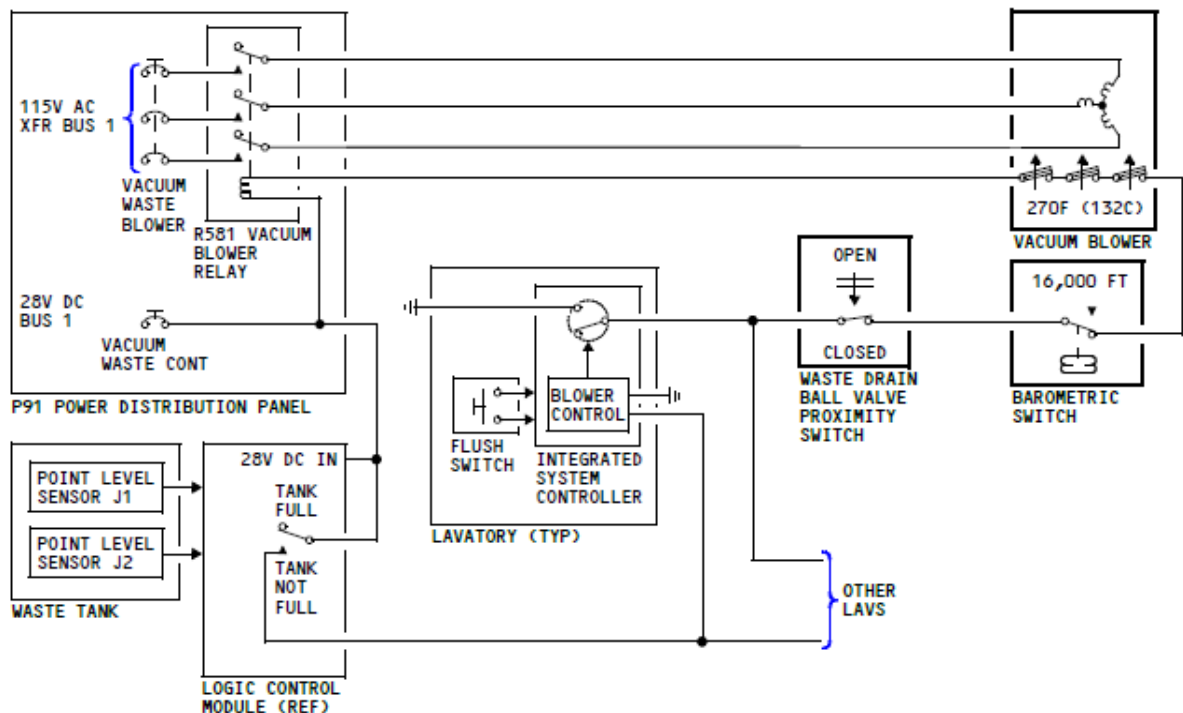 115V AC
XFR BUS 1
VACUUM
WASTE
BLOWER
R581 VACUUM
BLOWER
RELAY
28V DC
BUS 1
VACUUM
WASTE CONT
P91 POWER DISTRIBUTION PANEL
270F (132C)
VACUUM BLOWER
OPEN
CLOSED
WASTE DRAIN
BALL VALVE
PROXIMITY
SWITCH
16,000 FT
BAROMETRIC
SWITCH
BLOWER
CONTROL
FLUSH
SWITCH
INTEGRATED
SYSTEM
CONTROLLER
LAVATORY (TYP)
POINT LEVEL
SENSOR J1
POINT LEVEL
SENSOR J2
WASTE TANK
28V DC IN
TANK
FULL
TANK
NOT
FULL
LOGIC CONTROL
MODULE (REF)
OTHER
LAVS